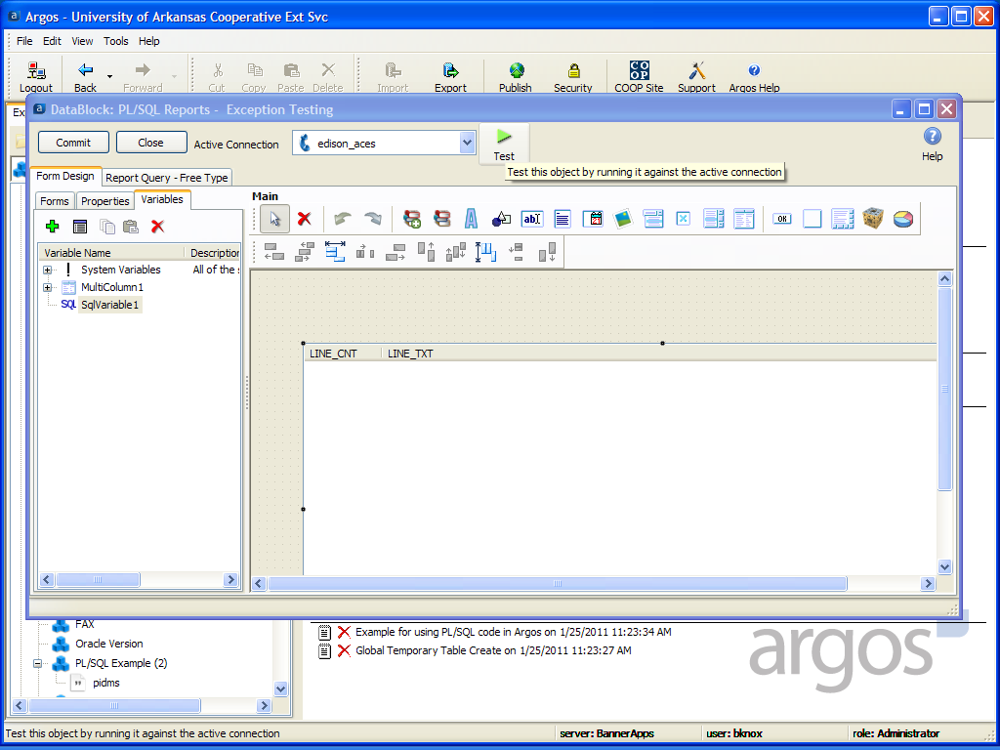 Argos - University of Arkansas Cooperative Ext Svc
File Edit View Tools Help
Logout Back Forward Cut Copy Paste Delete Import Export Publish Security COOP Site Support Argos Help
CO
OP
Ex
DataBlock: PL/SQL Reports - Exception Testing
Commit Close Active Connection edison_aces Test Help
Test this object by running it against the active connection
Form Design Report Query - Free Type
Forms Properties Variables
Main
abI
OK
Variable Name Description
System Variables All of the s
MultiColumn1
SQL SqlVariable1
LINE_CNT LINE_TXT
FAX
Oracle Version
PL/SQL Example (2)
pidms
Example for using PL/SQL code in Argos on 1/25/2011 11:23:34 AM
Global Temporary Table Create on 1/25/2011 11:23:27 AM
argos
Test this object by running it against the active connection server: BannerApps user: bknox role: Administrator